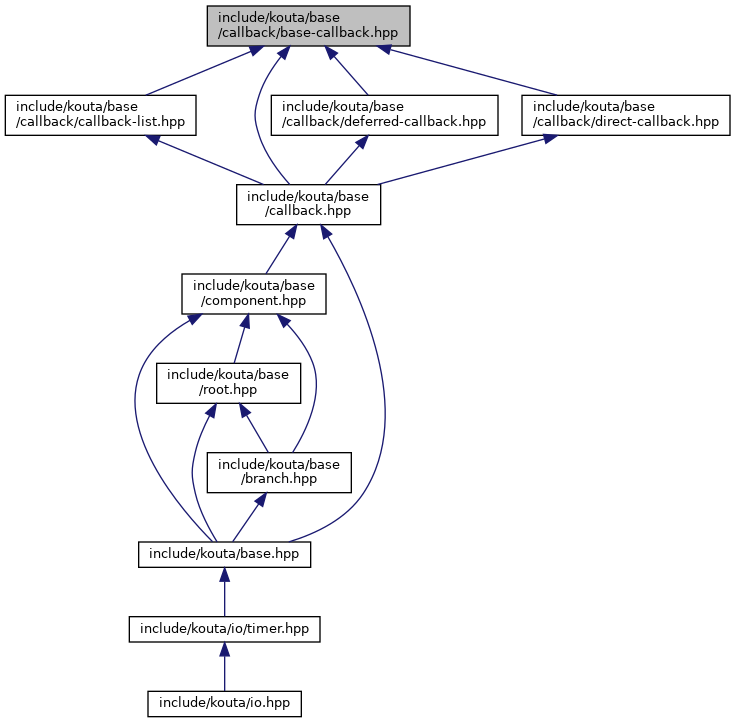 include/kouta/base
/callback/base-callback.hpp
include/kouta/base
/callback/callback-list.hpp
include/kouta/base
/callback/deferred-callback.hpp
include/kouta/base
/callback/direct-callback.hpp
include/kouta/base
/callback.hpp
include/kouta/base
/component.hpp
include/kouta/base
/root.hpp
include/kouta/base
/branch.hpp
include/kouta/base.hpp
include/kouta/io/timer.hpp
include/kouta/io.hpp